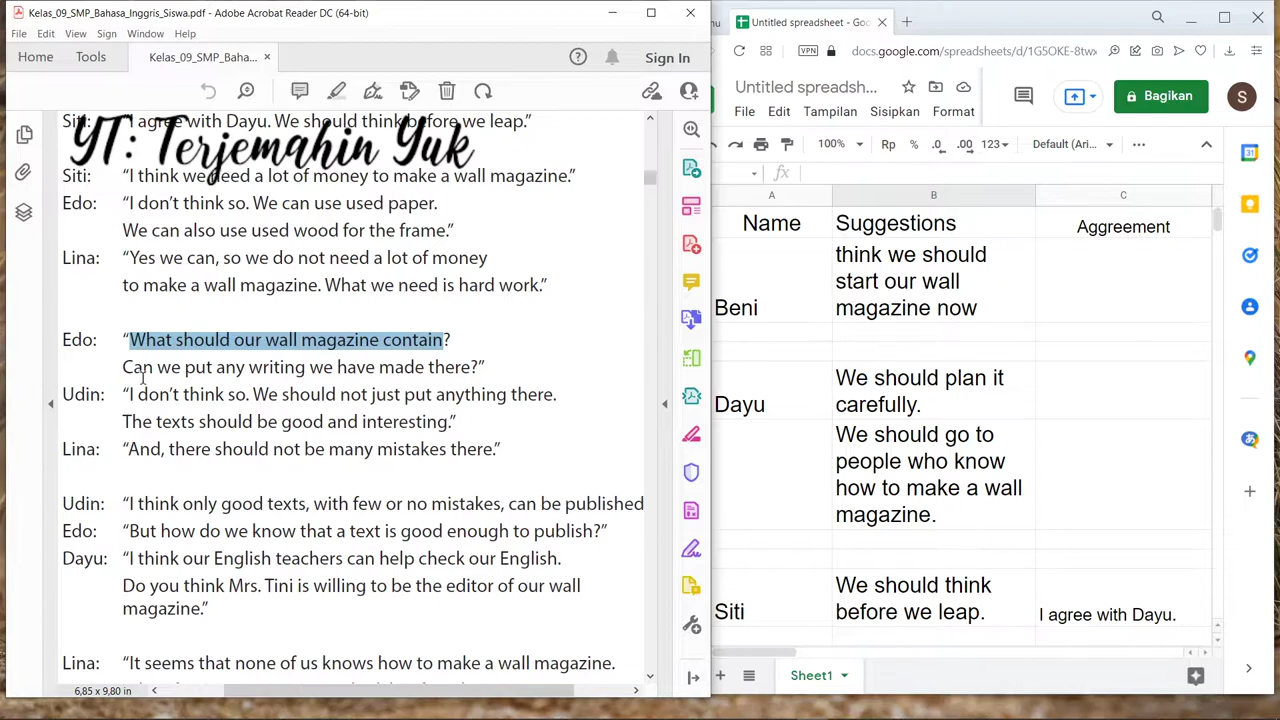 Kelas_09_SMP_Bahasa_Inggris_Siswa.pdf - Adobe Acrobat Reader DC (64-bit)
File Edit View Sign Window Help
Home Tools Kelas_09_SMP_Baha... × Sign In
YT: Terjemahin Yuk
Siti: “I agree with Dayu. We should think before we leap.”
Siti: “I think we need a lot of money to make a wall magazine.”
Edo: “I don’t think so. We can use used paper.
We can also use used wood for the frame.”
Lina: “Yes we can, so we do not need a lot of money
to make a wall magazine. What we need is hard work.”
Edo: “What should our wall magazine contain?
Can we put any writing we have made there?”
Udin: “I don’t think so. We should not just put anything there.
The texts should be good and interesting.”
Lina: “And, there should not be many mistakes there.”
Udin: “I think only good texts, with few or no mistakes, can be published
Edo: “But how do we know that a text is good enough to publish?”
Dayu: “I think our English teachers can help check our English.
Do you think Mrs. Tini is willing to be the editor of our wall
magazine.”
Lina: “It seems that none of us knows how to make a wall magazine.
6,85 x 9,80 in
Untitled spreadsheet - Goo
VPN docs.google.com/spreadsheets/d/1G5OKE-8twx
Untitled spreadsh...
File Edit Tampilan Sisipkan Format
Bagikan
S
100% Rp % .0 .00 123 Default (Ari...
fx
A B C
Name Suggestions Aggreement
think we should
start our wall
Beni magazine now
We should plan it
Dayu carefully.
We should go to
people who know
how to make a wall
magazine.
We should think
Siti before we leap. I agree with Dayu.
Sheet1